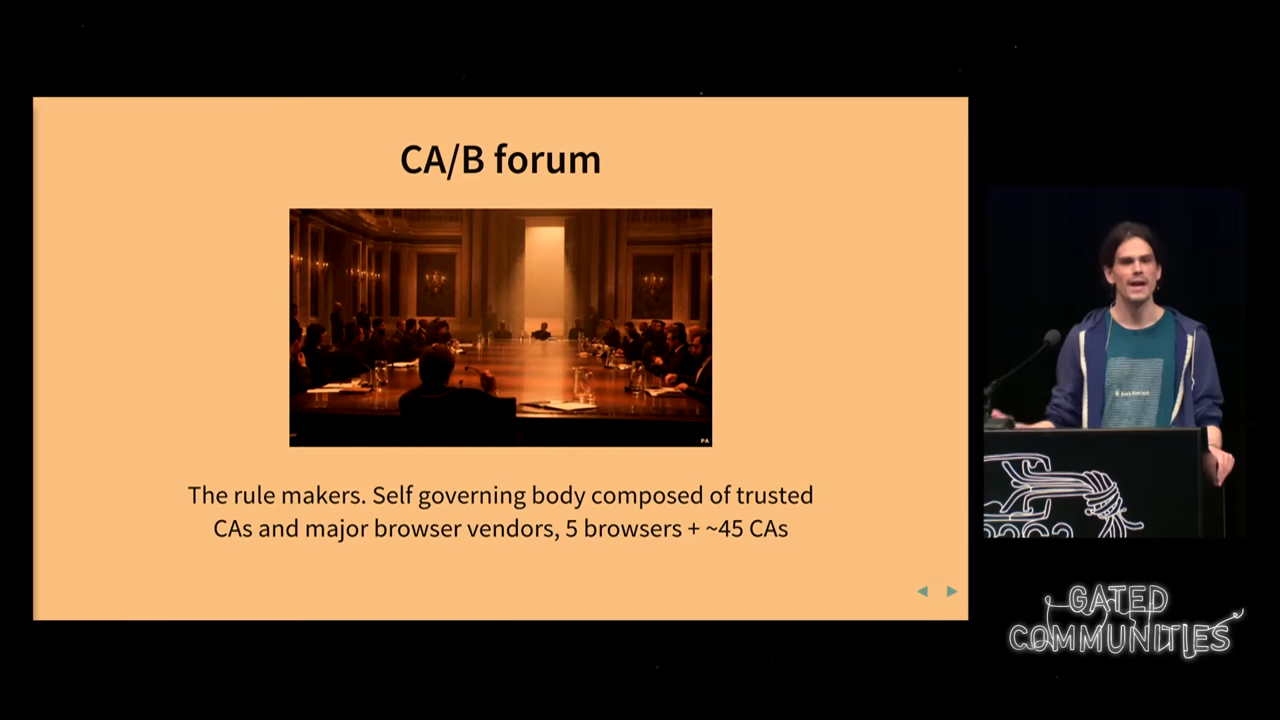 CA/B forum
PA
The rule makers. Self governing body composed of trusted
CAs and major browser vendors, 5 browsers + ~45 CAs
GATED
COMMUNITIES